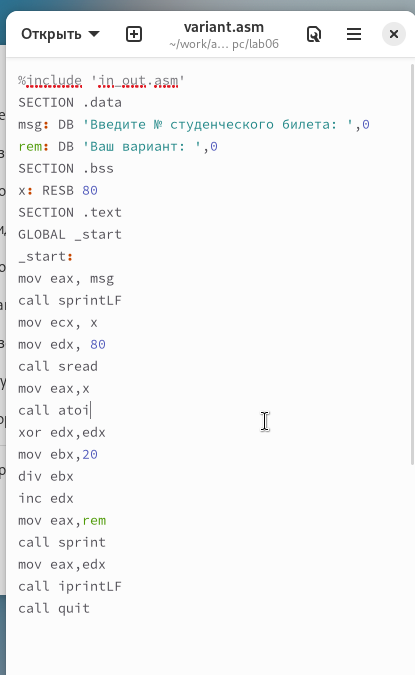 Открыть
variant.asm
~/work/a… pc/lab06
%include 'in_out.asm'
SECTION .data
msg: DB 'Введите № студенческого билета: ',0
rem: DB 'Ваш вариант: ',0
SECTION .bss
x: RESB 80
SECTION .text
GLOBAL _start
_start:
mov eax, msg
call sprintLF
mov ecx, x
mov edx, 80
call sread
mov eax,x
call atoi
xor edx,edx
mov ebx,20
div ebx
inc edx
mov eax,rem
call sprint
mov eax,edx
call iprintLF
call quit